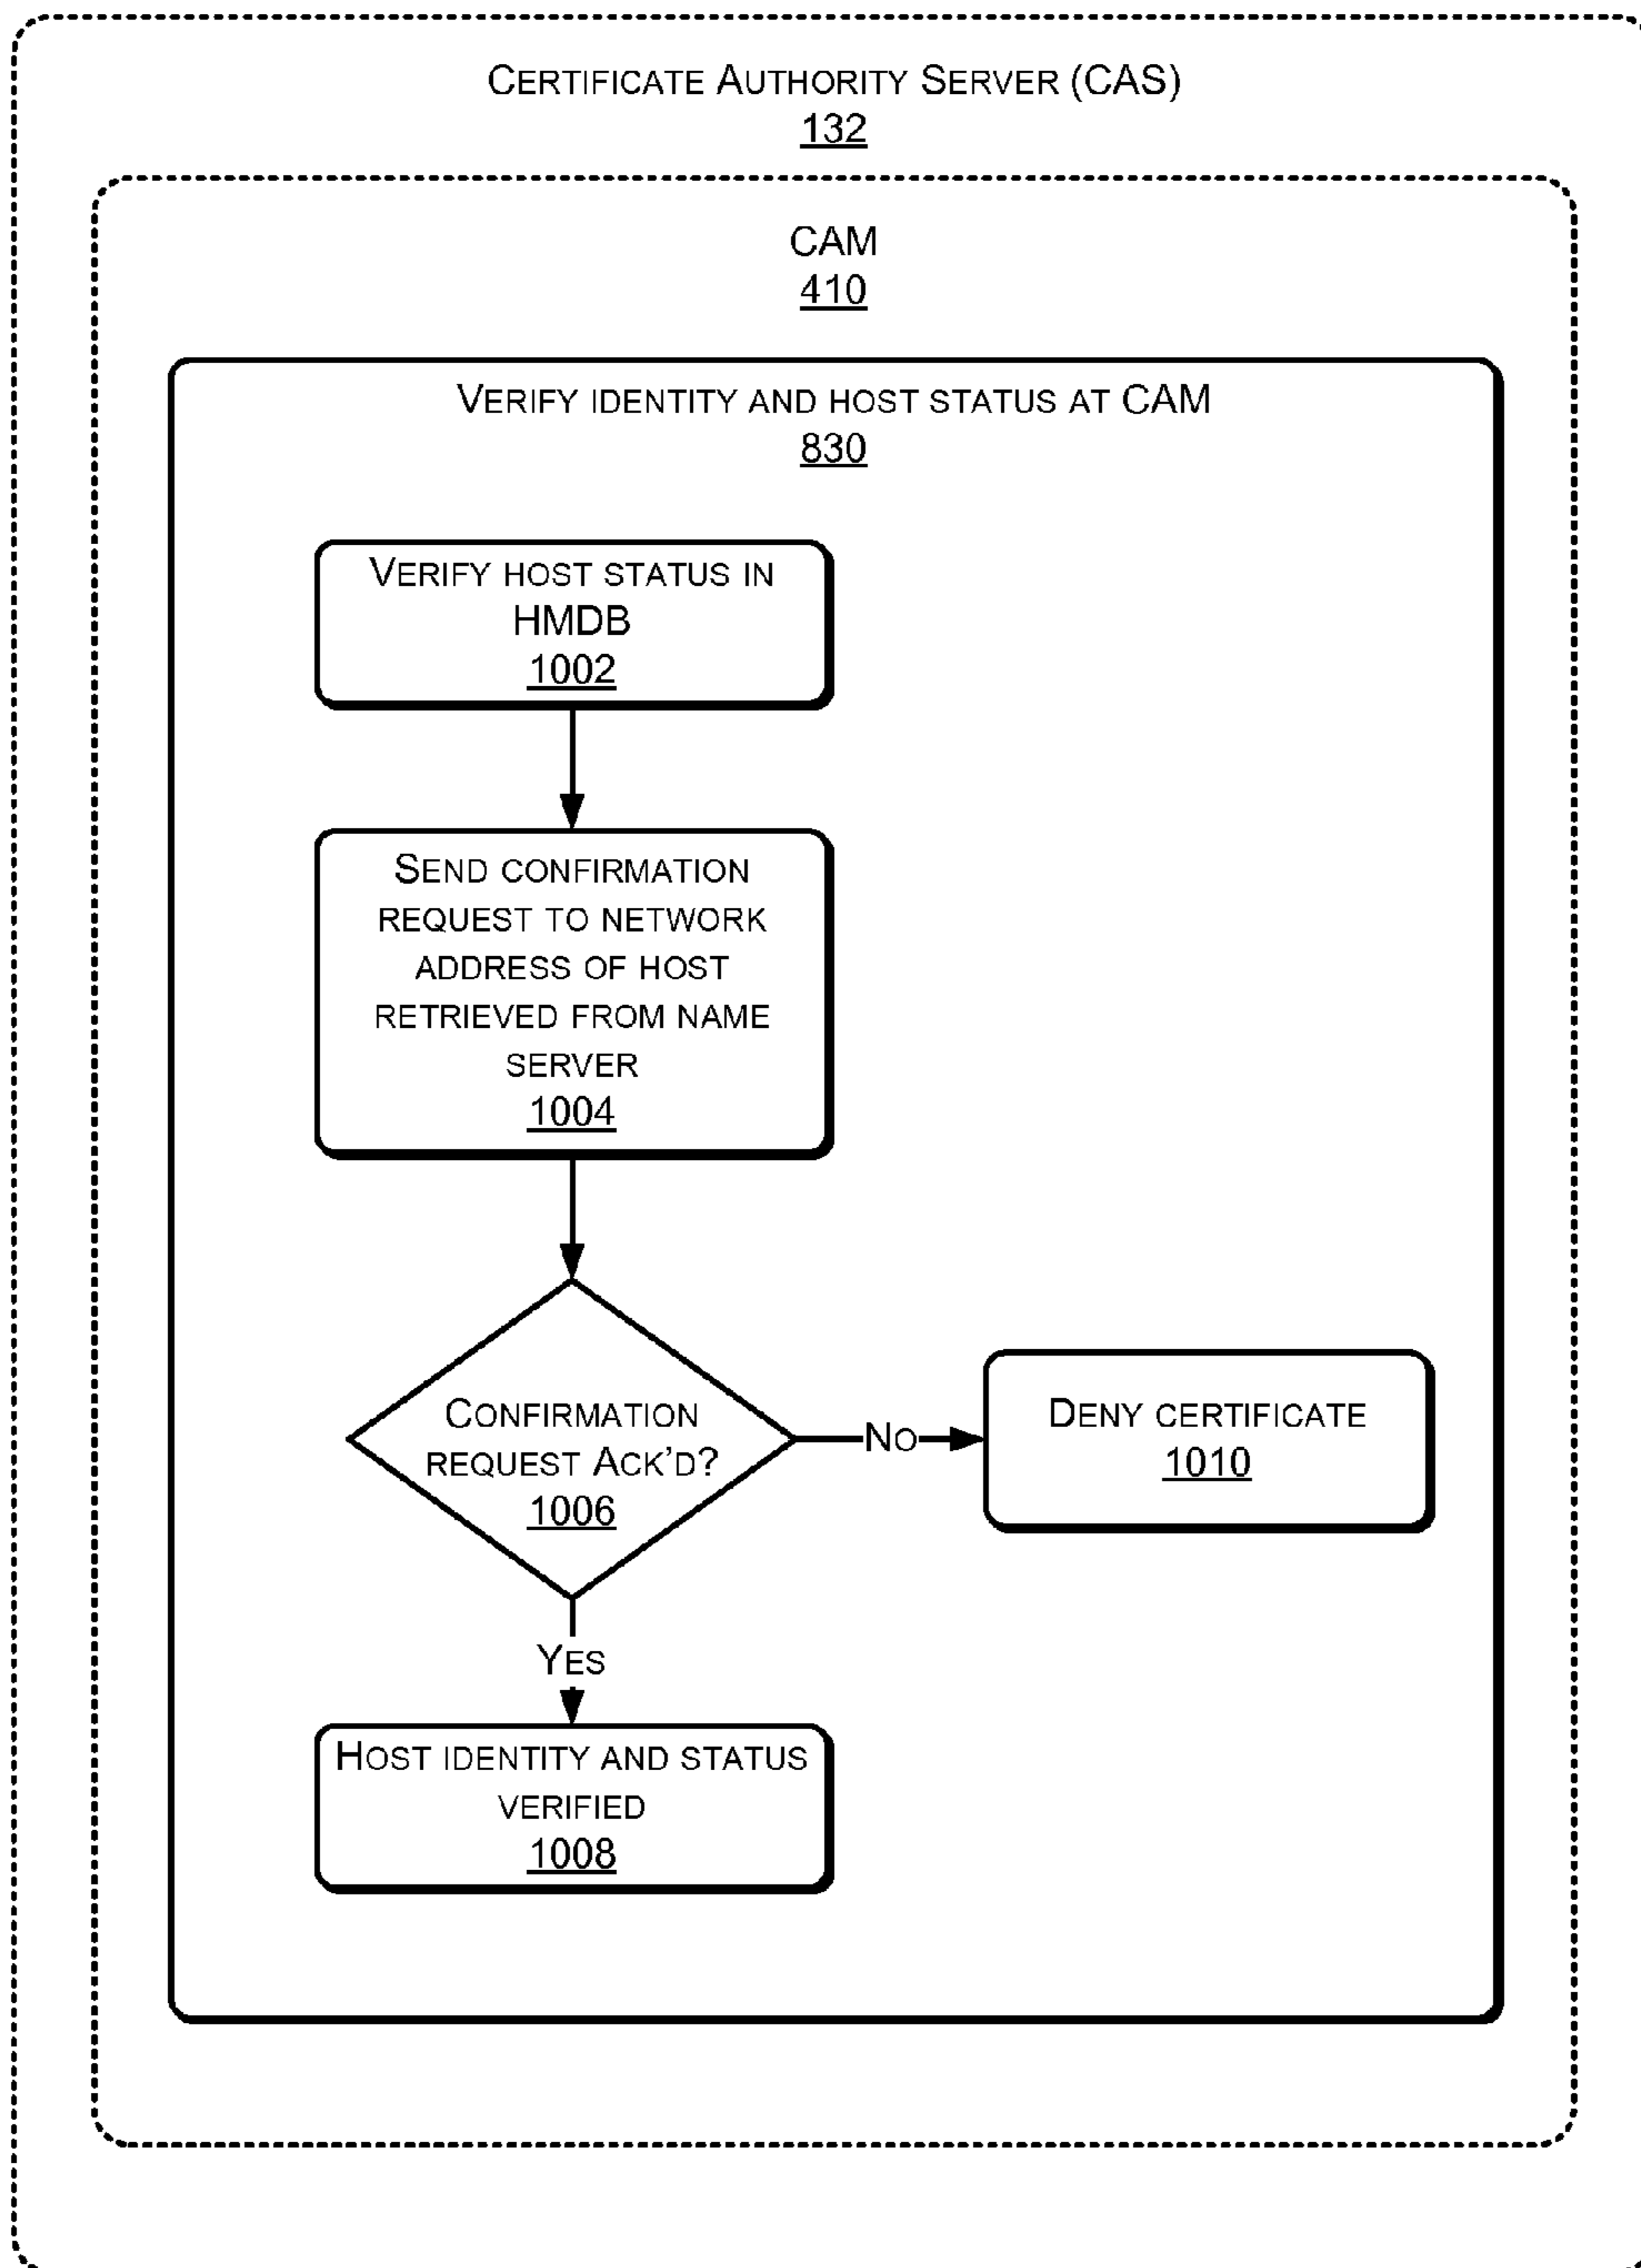 CERTIFICATE AUTHORITY SERVER (CAS)
132
CAM
410
VERIFY IDENTITY AND HOST STATUS AT CAM
830
VERIFY HOST STATUS IN
HMDB
1002
SEND CONFIRMATION
REQUEST TO NETWORK
ADDRESS OF HOST
RETRIEVED FROM NAME
SERVER
1004
CONFIRMATION
REQUEST ACK'D?
1006
NO
DENY CERTIFICATE
1010
YES
HOST IDENTITY AND STATUS
VERIFIED
1008